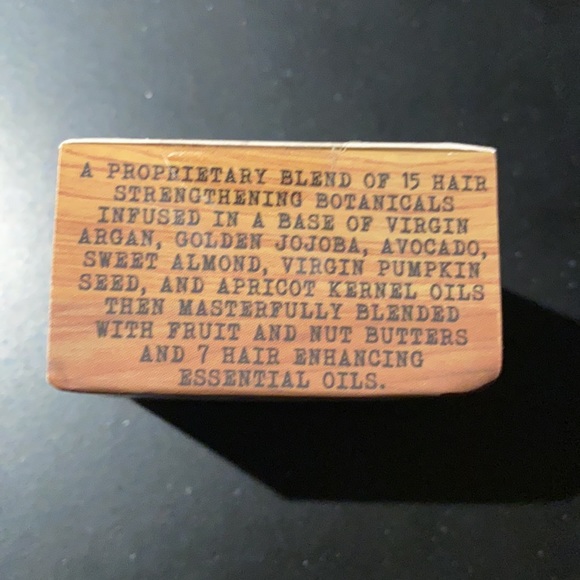 A PROPRIETARY BLEND OF 15 HAIR
STRENGTHENING BOTANICALS
INFUSED IN A BASE OF VIRGIN
ARGAN, GOLDEN JOJOBA, AVOCADO,
SWEET ALMOND, VIRGIN PUMPKIN
SEED, AND APRICOT KERNEL OILS
THEN MASTERFULLY BLENDED
WITH FRUIT AND NUT BUTTERS
AND 7 HAIR ENHANCING
ESSENTIAL OILS.